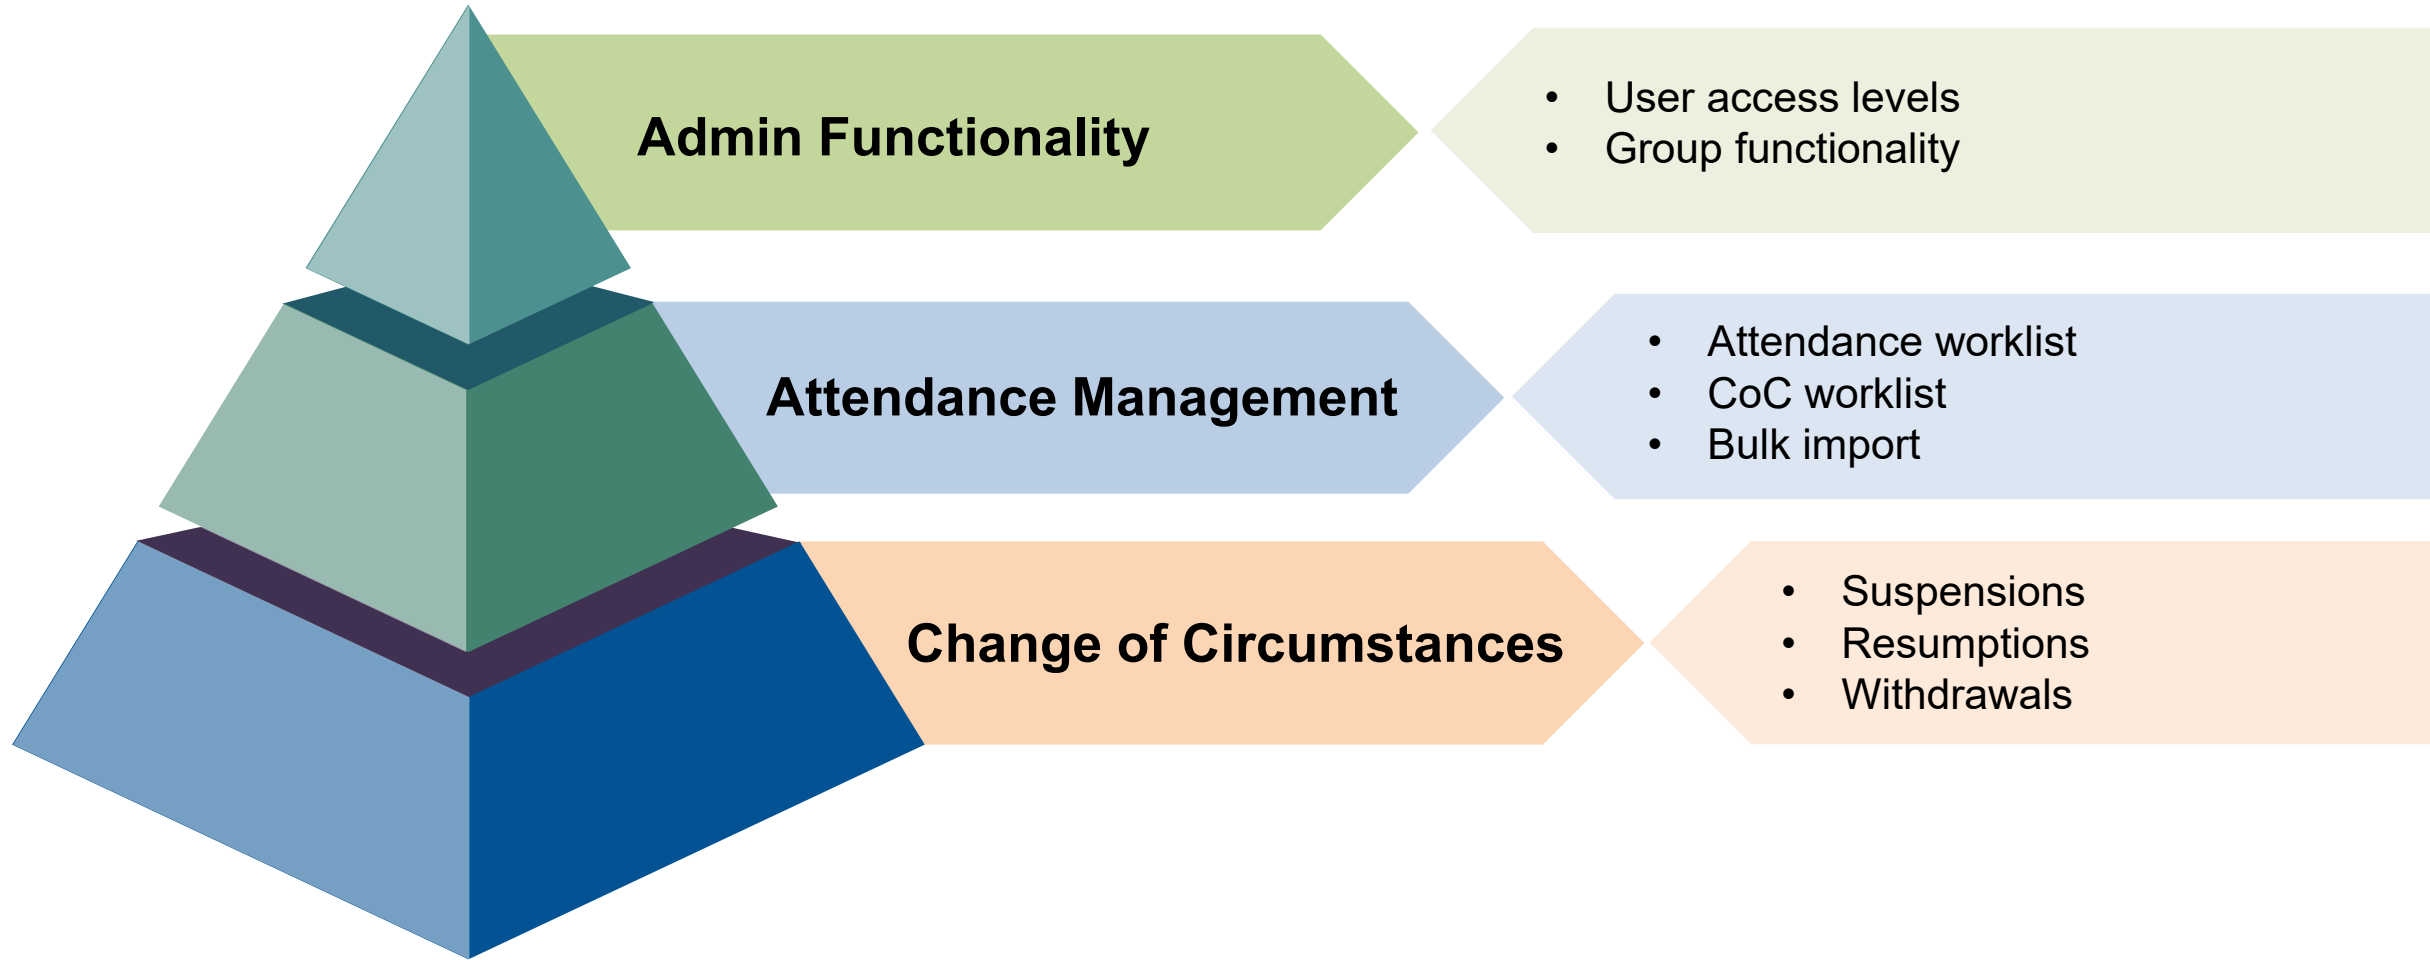 Admin Functionality
• User access levels
• Group functionality
Attendance Management
• Attendance worklist
• CoC worklist
• Bulk import
Change of Circumstances
• Suspensions
• Resumptions
• Withdrawals